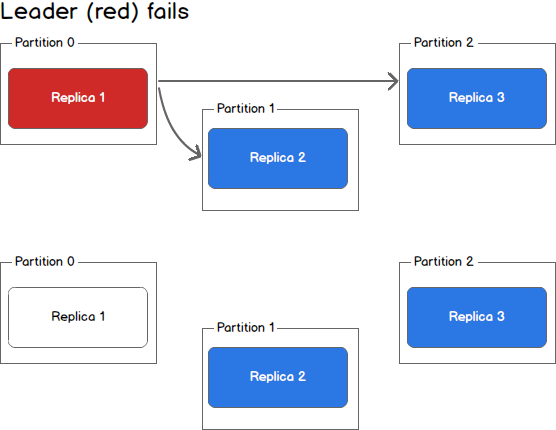 Leader (red) fails
Partition 0
Replica 1
Partition 2
Replica 3
Partition 1
Replica 2
Partition 0
Replica 1
Partition 2
Replica 3
Partition 1
Replica 2